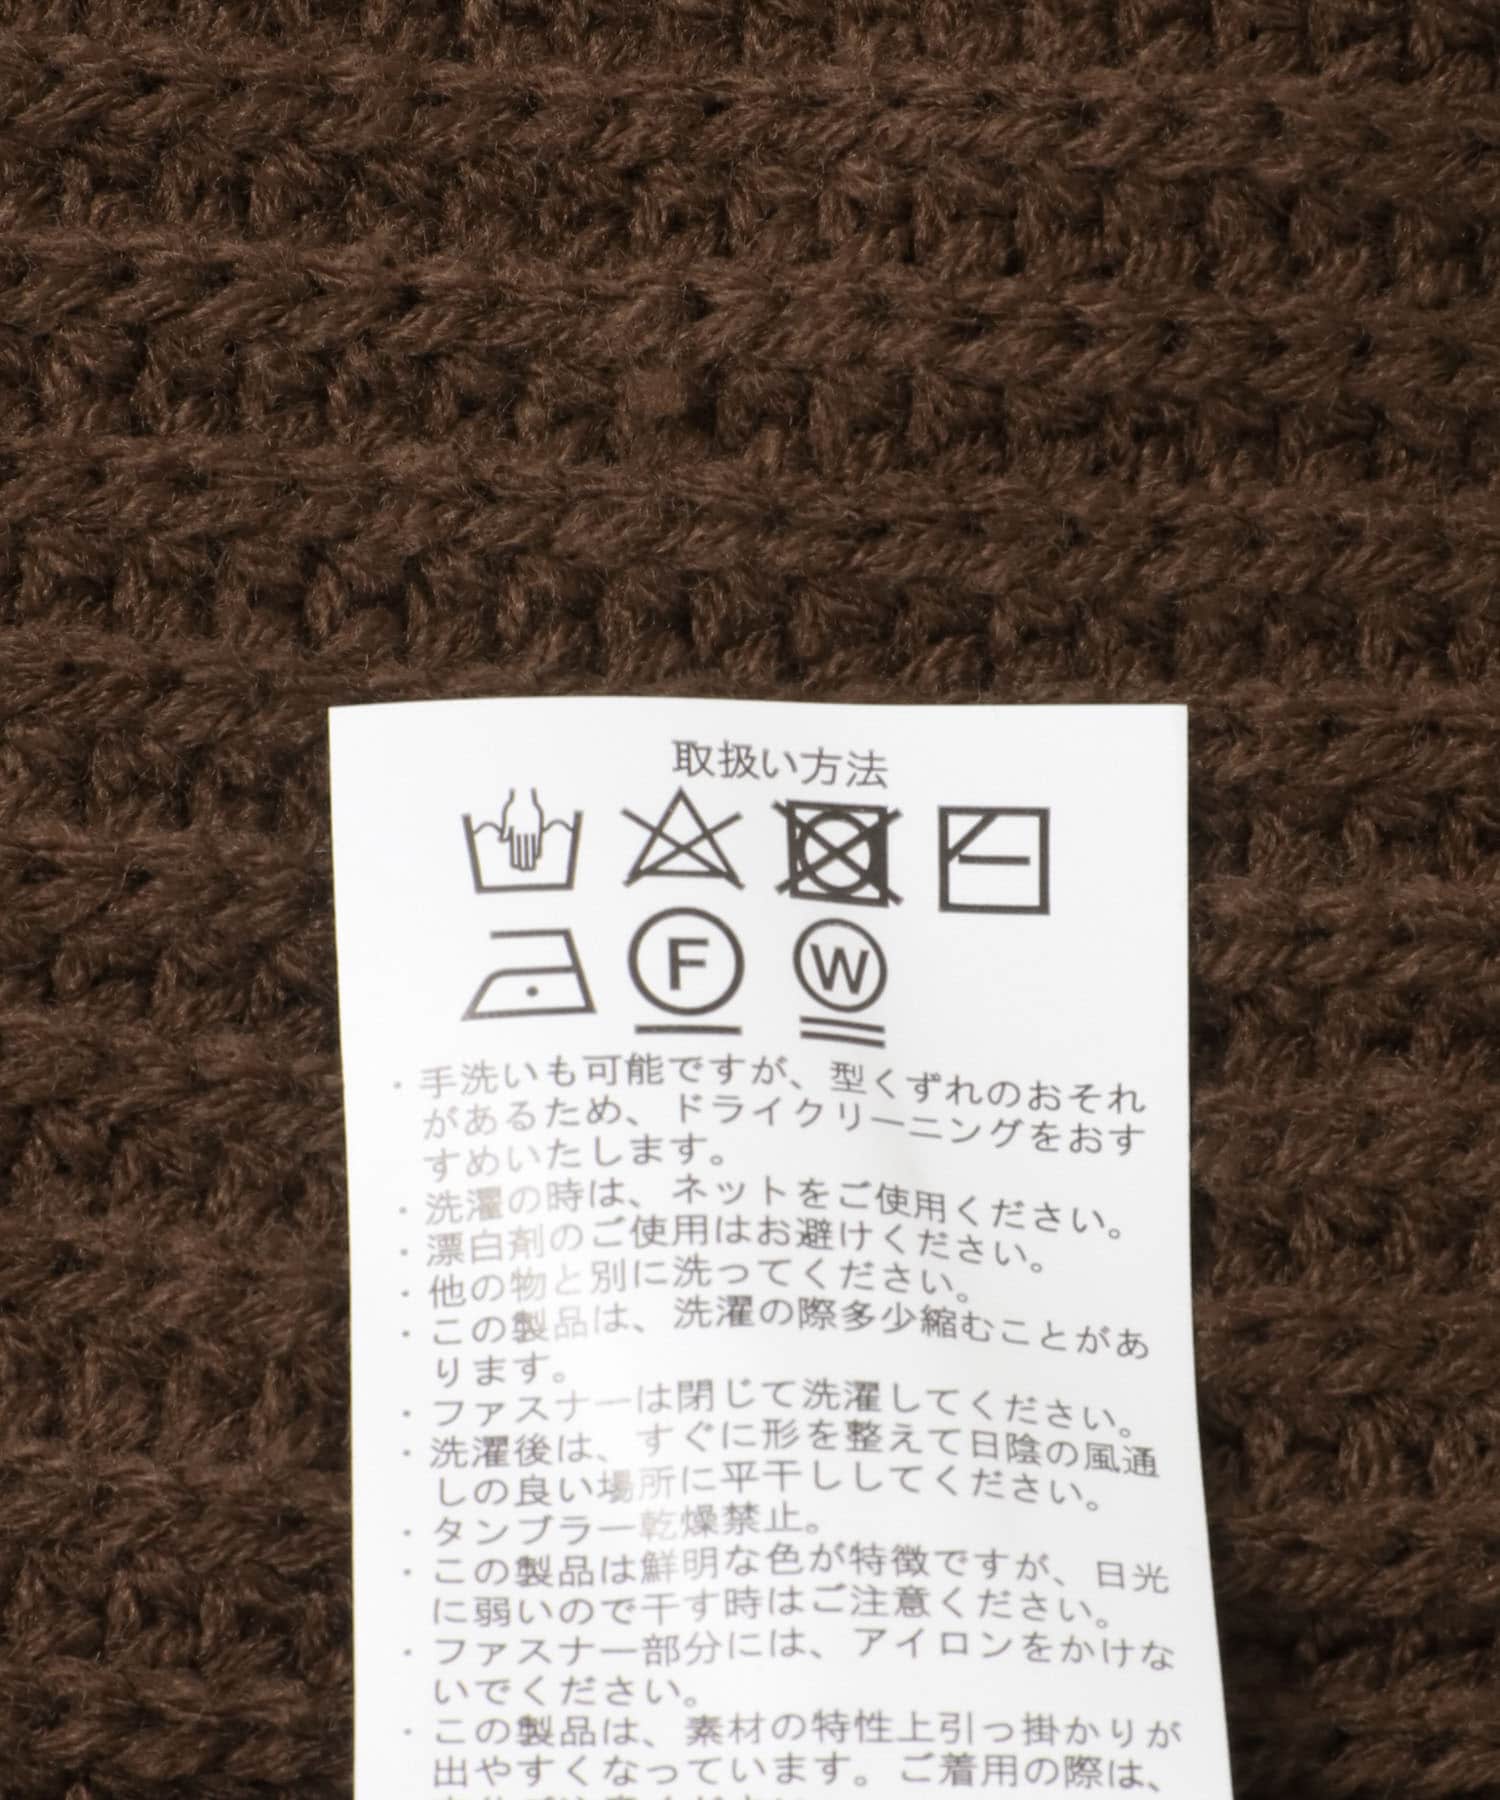 取扱い方法
F W
・手洗いも可能ですが、型くずれのおそれ
があるため、ドライクリーニングをおす
すめいたします。
・洗濯の時は、ネットをご使用ください。
・漂白剤のご使用はお避けください。
・他の物と別に洗ってください。
・この製品は、洗濯の際多少縮むことがあ
ります。
・ファスナーは閉じて洗濯してください。
・洗濯後は、すぐに形を整えて日陰の風通
しの良い場所に平干ししてください。
・タンブラー乾燥禁止。
・この製品は鮮明な色が特徴ですが、日光
に弱いので干す時はご注意ください。
・ファスナー部分には、アイロンをかけな
いでください。
・この製品は、素材の特性上引っ掛かりが
出やすくなっています。ご着用の際は、